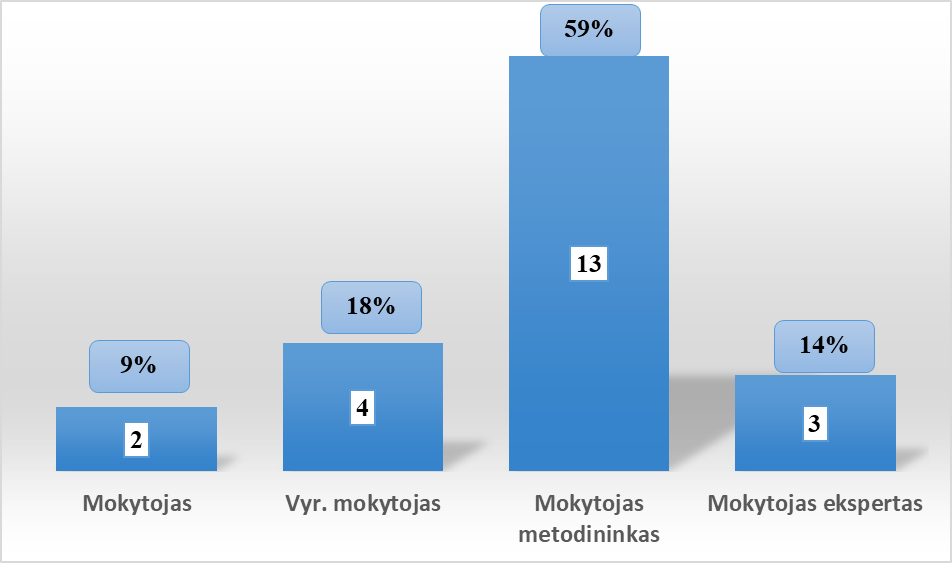 59%
18%
14%
9%
13
4
3
2
Mokytojas
Vyr. mokytojas
Mokytojas
metodininkas
Mokytojas ekspertas